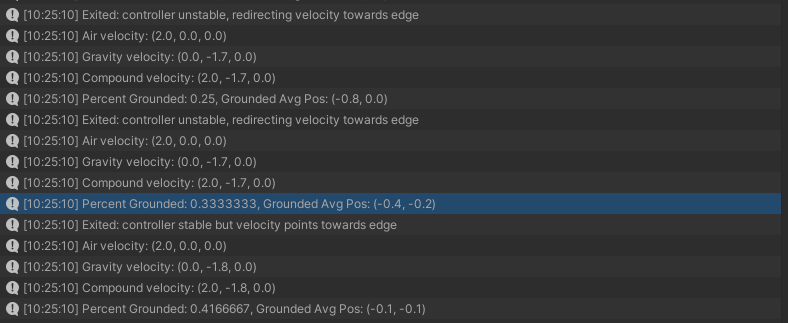 [10:25:10] Exited: controller unstable, redirecting velocity towards edge
[10:25:10] Air velocity: (2.0, 0.0, 0.0)
[10:25:10] Gravity velocity: (0.0, -1.7, 0.0)
[10:25:10] Compound velocity: (2.0, -1.7, 0.0)
[10:25:10] Percent Grounded: 0.25, Grounded Avg Pos: (-0.8, 0.0)
[10:25:10] Exited: controller unstable, redirecting velocity towards edge
[10:25:10] Air velocity: (2.0, 0.0, 0.0)
[10:25:10] Gravity velocity: (0.0, -1.7, 0.0)
[10:25:10] Compound velocity: (2.0, -1.7, 0.0)
[10:25:10] Percent Grounded: 0.3333333, Grounded Avg Pos: (-0.4, -0.2)
[10:25:10] Exited: controller stable but velocity points towards edge
[10:25:10] Air velocity: (2.0, 0.0, 0.0)
[10:25:10] Gravity velocity: (0.0, -1.8, 0.0)
[10:25:10] Compound velocity: (2.0, -1.8, 0.0)
[10:25:10] Percent Grounded: 0.4166667, Grounded Avg Pos: (-0.1, -0.1)